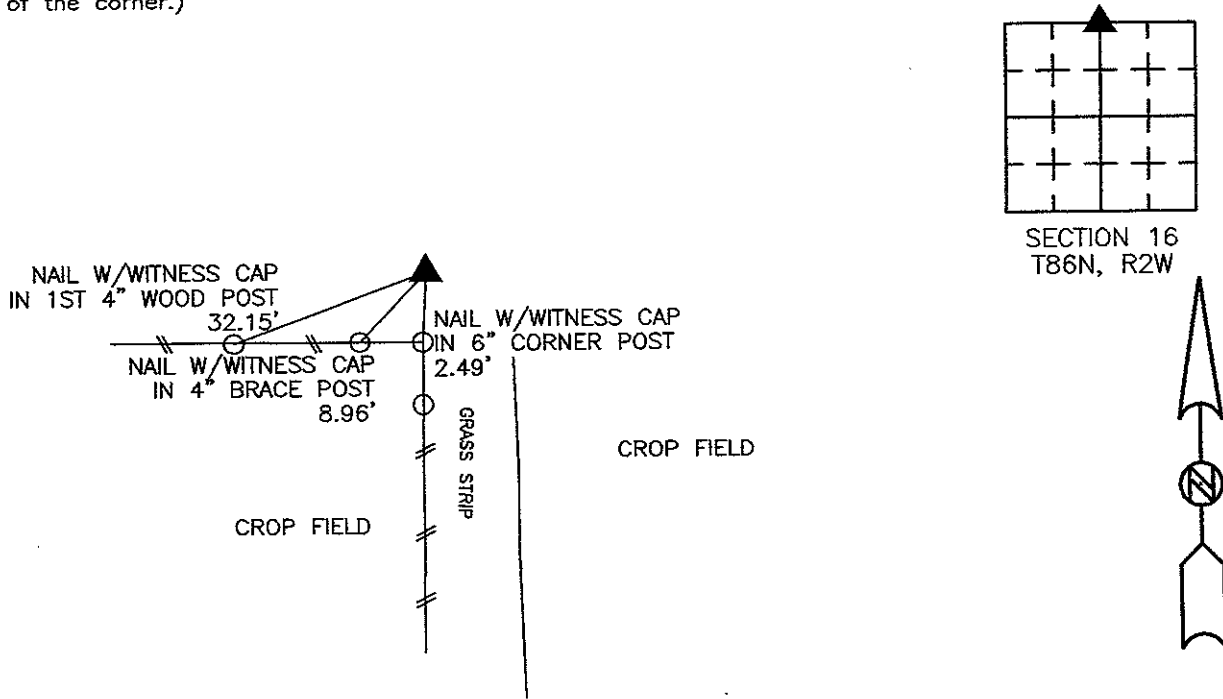 of the corner.)
SECTION 16
T86N, R2W
NAIL W/WITNESS CAP
IN 1ST 4" WOOD POST
32.15'
NAIL W/WITNESS CAP
IN 6" CORNER POST
2.49'
NAIL W/WITNESS CAP
IN 4" BRACE POST
8.96'
GRASS STRIP
CROP FIELD
CROP FIELD
N